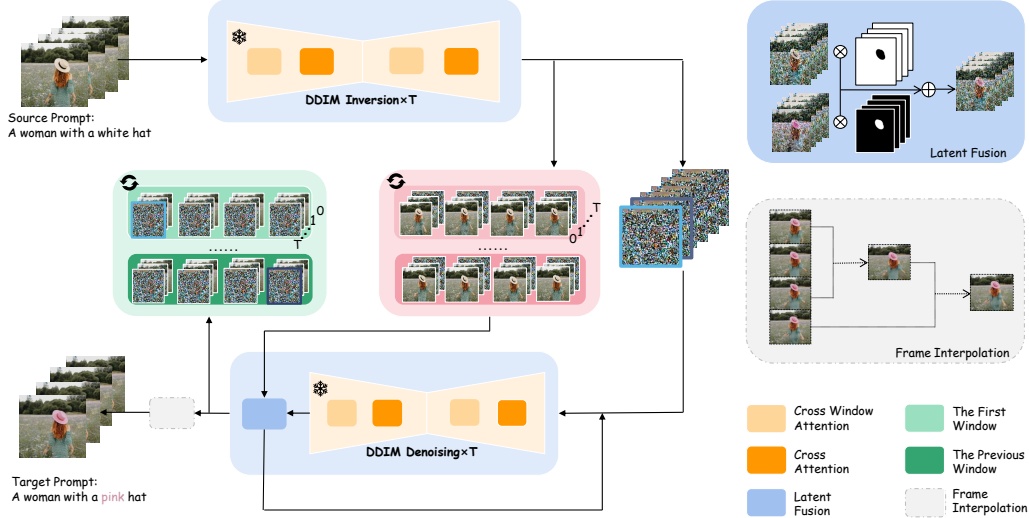 DDIM Inversion×T
Source Prompt:
A woman with a white hat
Latent Fusion
0
1
T
......
T
1
0
......
Frame Interpolation
DDIM Denoising×T
Target Prompt:
A woman with a pink hat
Cross Window
Attention
The First
Window
Cross
Attention
The Previous
Window
Latent
Fusion
Frame
Interpolation